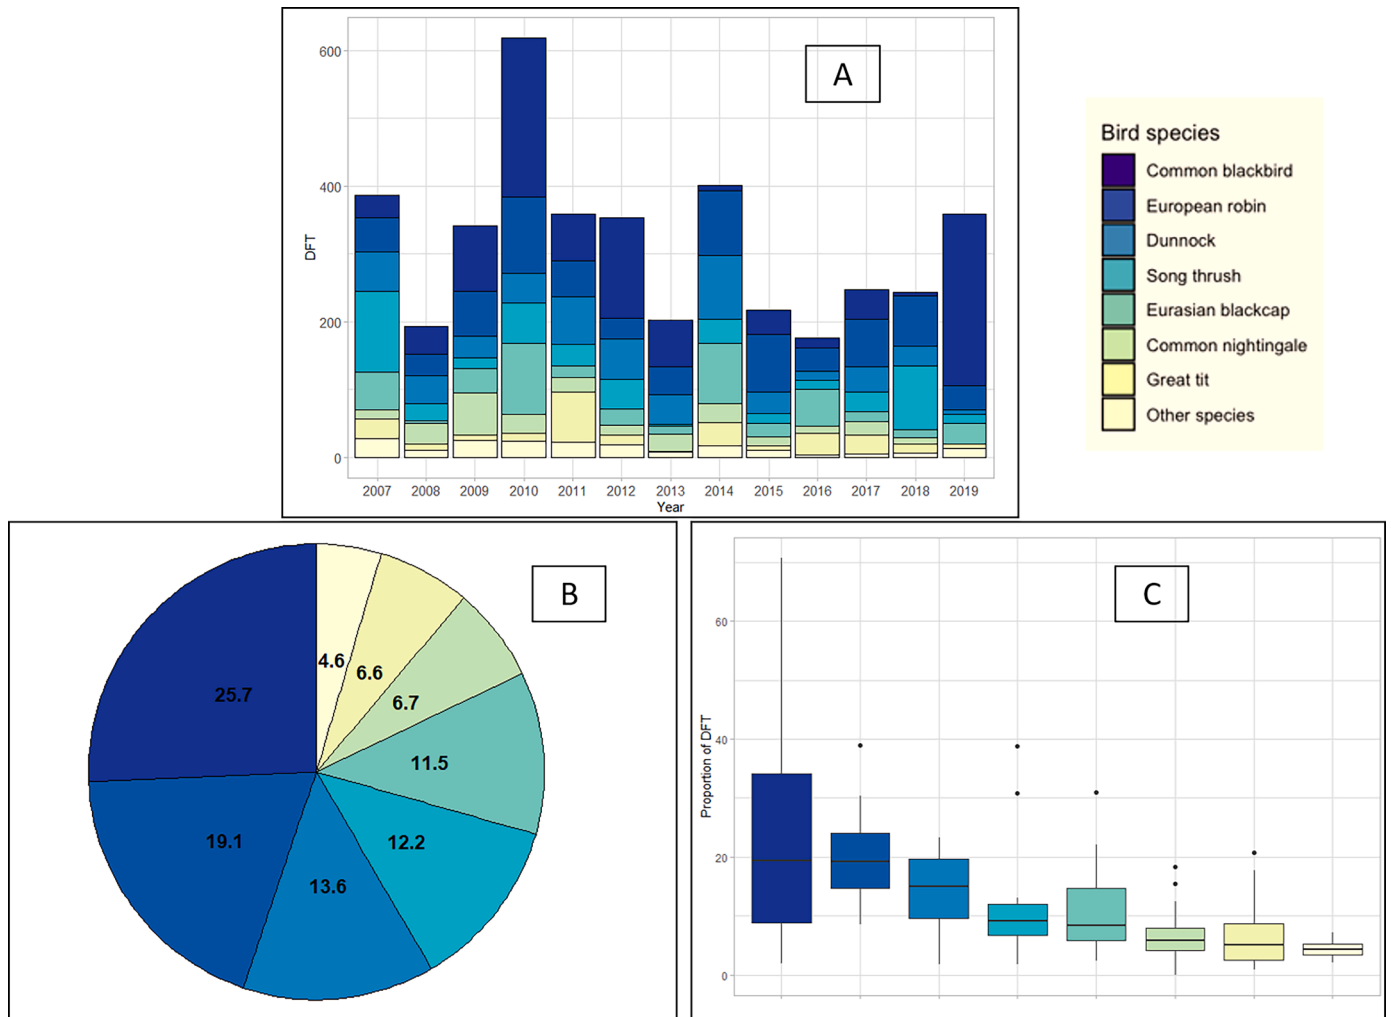 A
600
400
200
0
DFT
2007 2008 2009 2010 2011 2012 2013 2014 2015 2016 2017 2018 2019
Year
Bird species
Common blackbird
European robin
Dunnock
Song thrush
Eurasian blackcap
Common nightingale
Great tit
Other species
B
4.6
6.6
6.7
25.7
11.5
19.1
12.2
13.6
C
60
40
20
0
Proportion of DFT